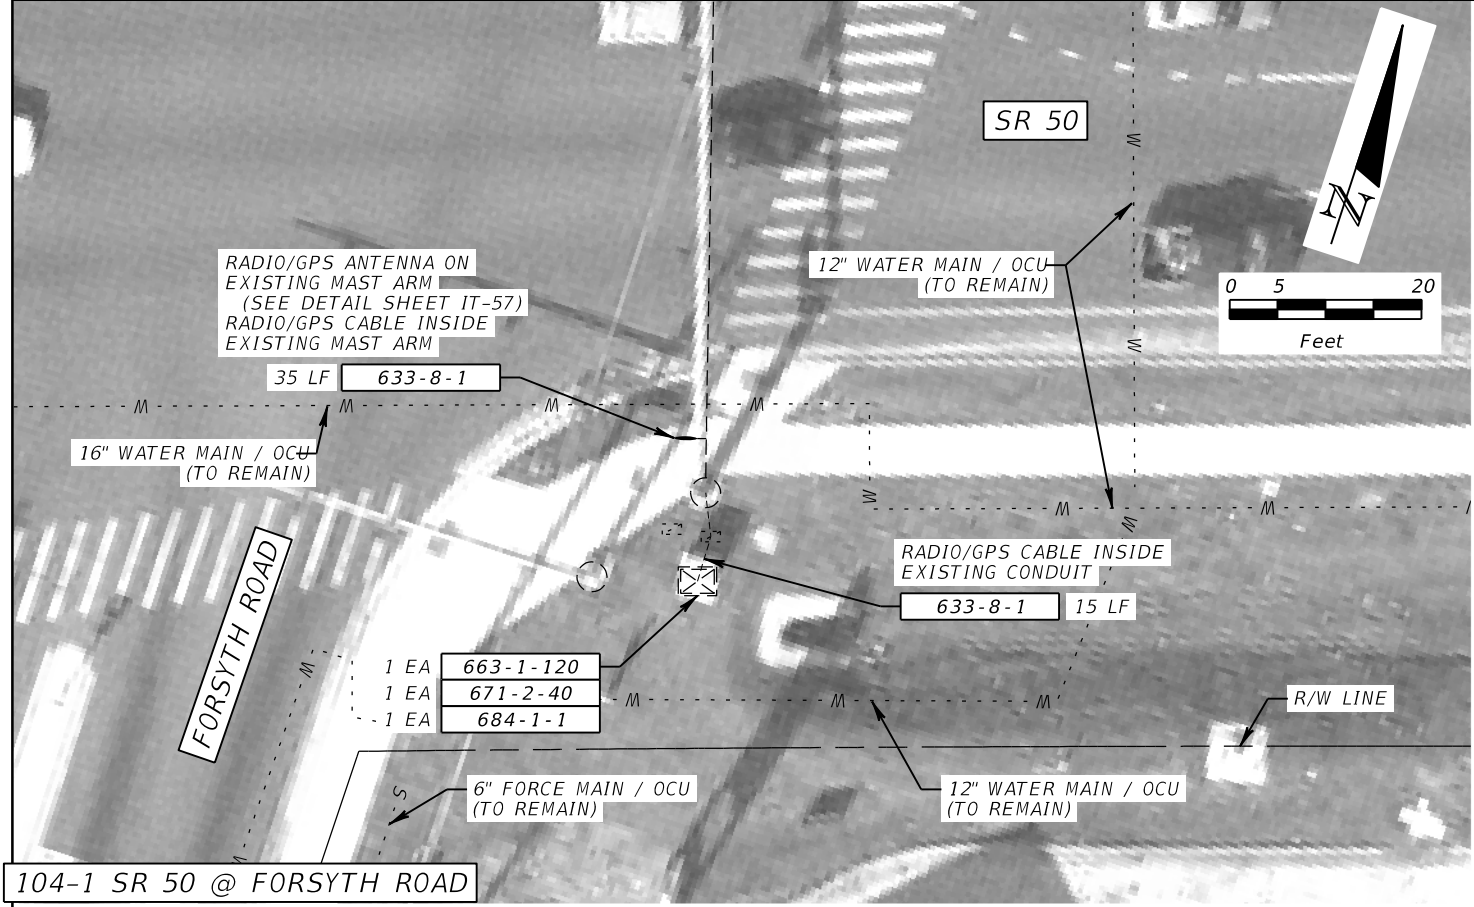 SR 50
N
0 5 20
Feet
RADIO/GPS ANTENNA ON
EXISTING MAST ARM
(SEE DETAIL SHEET IT-57)
RADIO/GPS CABLE INSIDE
EXISTING MAST ARM
35 LF 633-8-1
12" WATER MAIN / OCU
(TO REMAIN)
W
W
W W W W
16" WATER MAIN / OCU
(TO REMAIN)
W
W W
W
RADIO/GPS CABLE INSIDE
EXISTING CONDUIT
633-8-1 15 LF
FORSYTH ROAD
W
1 EA 663-1-120
1 EA 671-2-40
1 EA 684-1-1
W W W
R/W LINE
6" FORCE MAIN / OCU
(TO REMAIN)
S
12" WATER MAIN / OCU
(TO REMAIN)
W
104-1 SR 50 @ FORSYTH ROAD